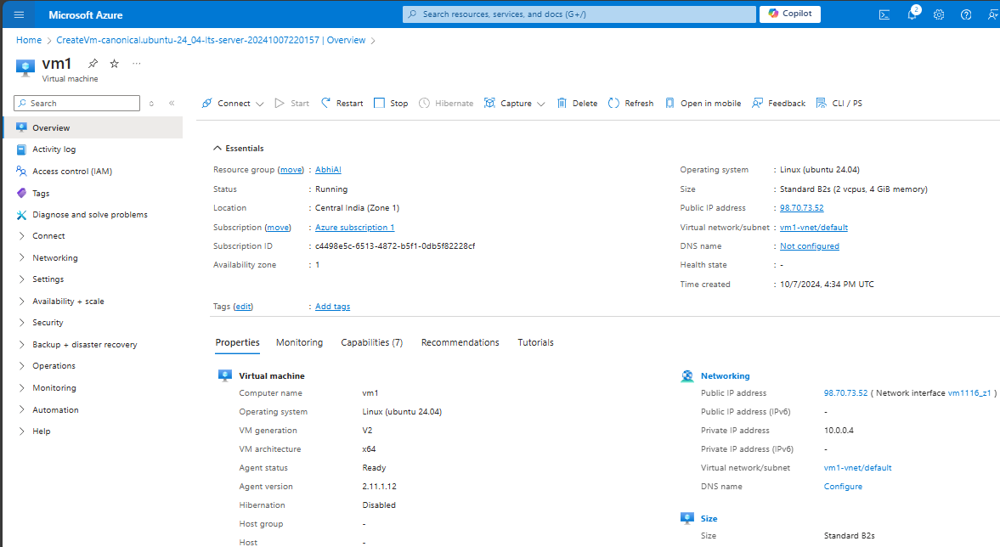 Microsoft Azure
Search resources, services, and docs (G+/)
Copilot
2
Home > CreateVm-canonical.ubuntu-24_04-lts-server-20241007220157 | Overview >
vm1
Virtual machine
Search
Connect Start Restart Stop Hibernate Capture Delete Refresh Open in mobile Feedback CLI / PS
Overview
Activity log
Access control (IAM)
Tags
Diagnose and solve problems
Connect
Networking
Settings
Availability + scale
Security
Backup + disaster recovery
Operations
Monitoring
Automation
Help
Essentials
Resource group (move) : AbhiAI
Status : Running
Location : Central India (Zone 1)
Subscription (move) : Azure subscription 1
Subscription ID : c4498e5c-6513-4872-b5f1-0db5f82228cf
Availability zone : 1
Operating system : Linux (ubuntu 24.04)
Size : Standard B2s (2 vcpus, 4 GiB memory)
Public IP address : 98.70.73.52
Virtual network/subnet : vm1-vnet/default
DNS name : Not configured
Health state : -
Time created : 10/7/2024, 4:34 PM UTC
Tags (edit) : Add tags
Properties Monitoring Capabilities (7) Recommendations Tutorials
Virtual machine
Computer name vm1
Operating system Linux (ubuntu 24.04)
VM generation V2
VM architecture x64
Agent status Ready
Agent version 2.11.1.12
Hibernation Disabled
Host group -
Host -
Networking
Public IP address 98.70.73.52 ( Network interface vm1116_z1 )
Public IP address (IPv6) -
Private IP address 10.0.0.4
Private IP address (IPv6) -
Virtual network/subnet vm1-vnet/default
DNS name Configure
Size
Size Standard B2s